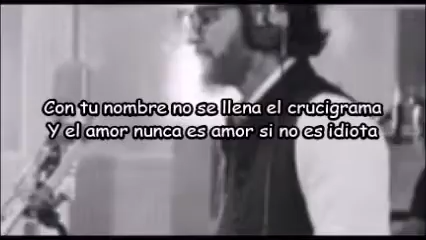 Con tu nombre no se llena el crucigrama
Y el amor nunca es amor si no es idiota